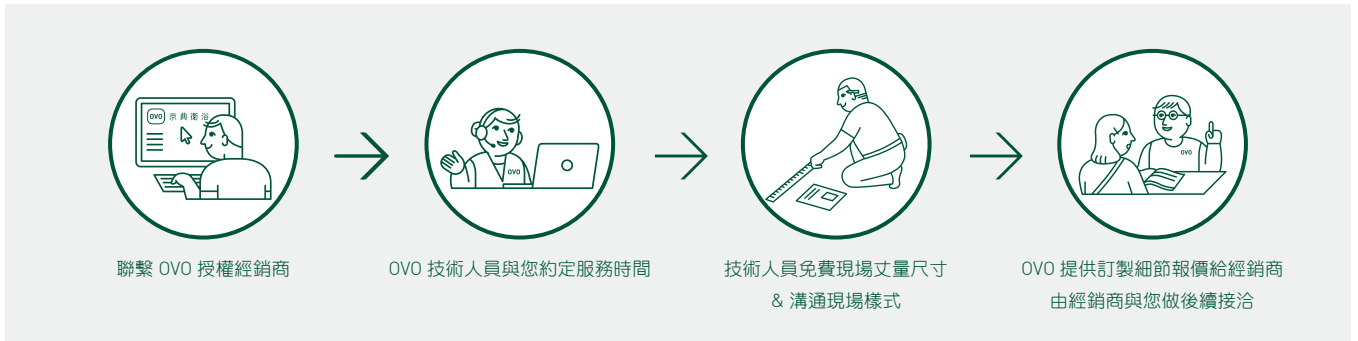 OVO 京典衛浴
OVO
OVO
聯繫 OVO 授權經銷商
OVO 技術人員與您約定服務時間
技術人員免費現場丈量尺寸
& 溝通現場樣式
OVO 提供訂製細節報價給經銷商
由經銷商與您做後續接洽